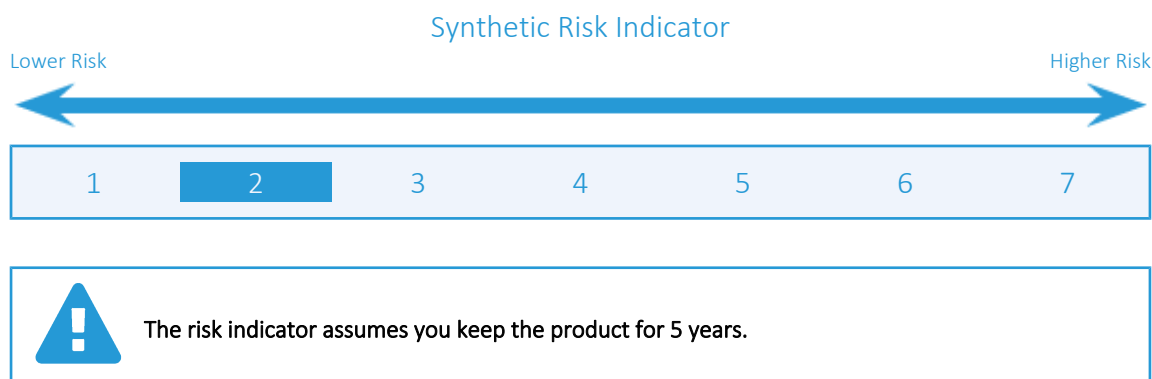 Synthetic Risk Indicator
Lower Risk Higher Risk
1 2 3 4 5 6 7
The risk indicator assumes you keep the product for 5 years.